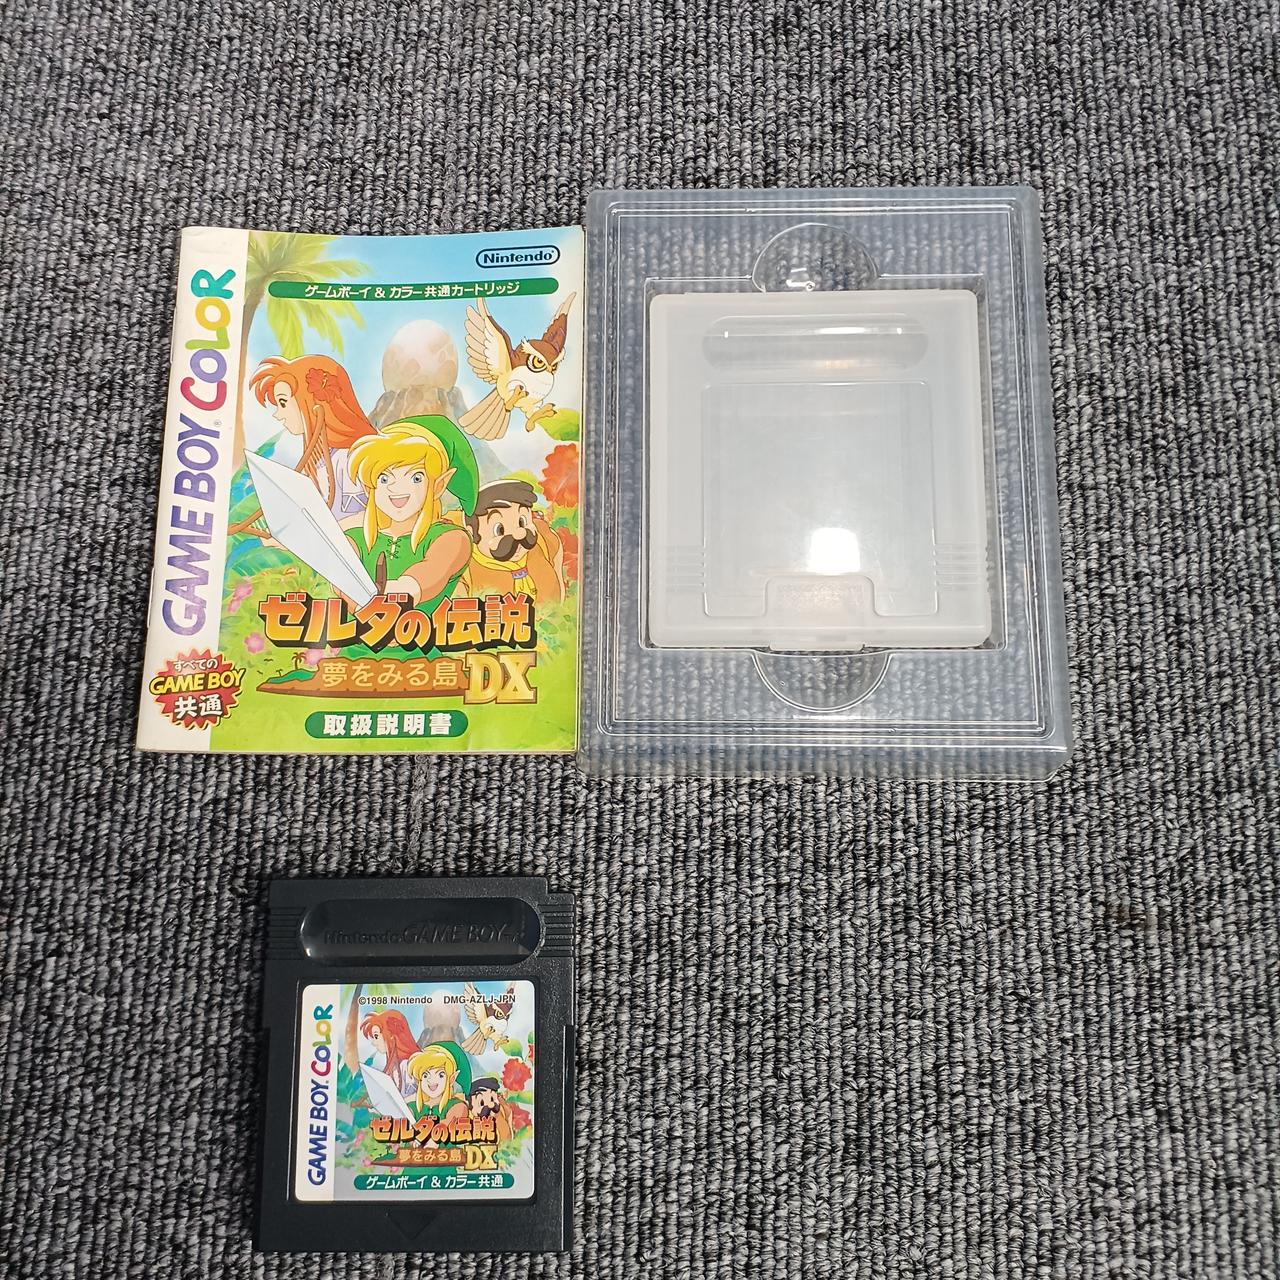 Nintendo
ゲームボーイ & カラー共通カートリッジ
GAME BOY COLOR
ゼルダの伝説
夢をみる島 DX
すべての
GAME BOY
共通
取扱説明書
Nintendo GAME BOY TM
©1998 Nintendo DMG-AZLJ-JPN
GAME BOY COLOR
ゼルダの伝説
夢をみる島 DX
ゲームボーイ & カラー共通